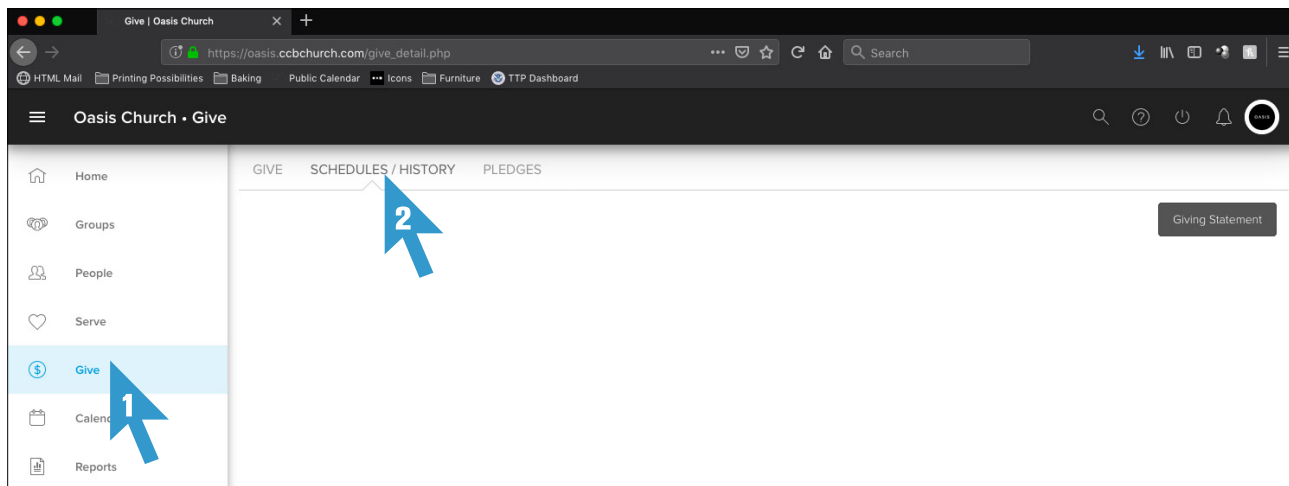 Give | Oasis Church
https://oasis.ccbchurch.com/give_detail.php
Search
HTML Mail Printing Possibilities Baking Public Calendar Icons Furniture TTP Dashboard
Oasis Church • Give
OASIS
Home
Groups
People
Serve
Give
Calend
Reports
GIVE SCHEDULES / HISTORY PLEDGES
Giving Statement
2
1